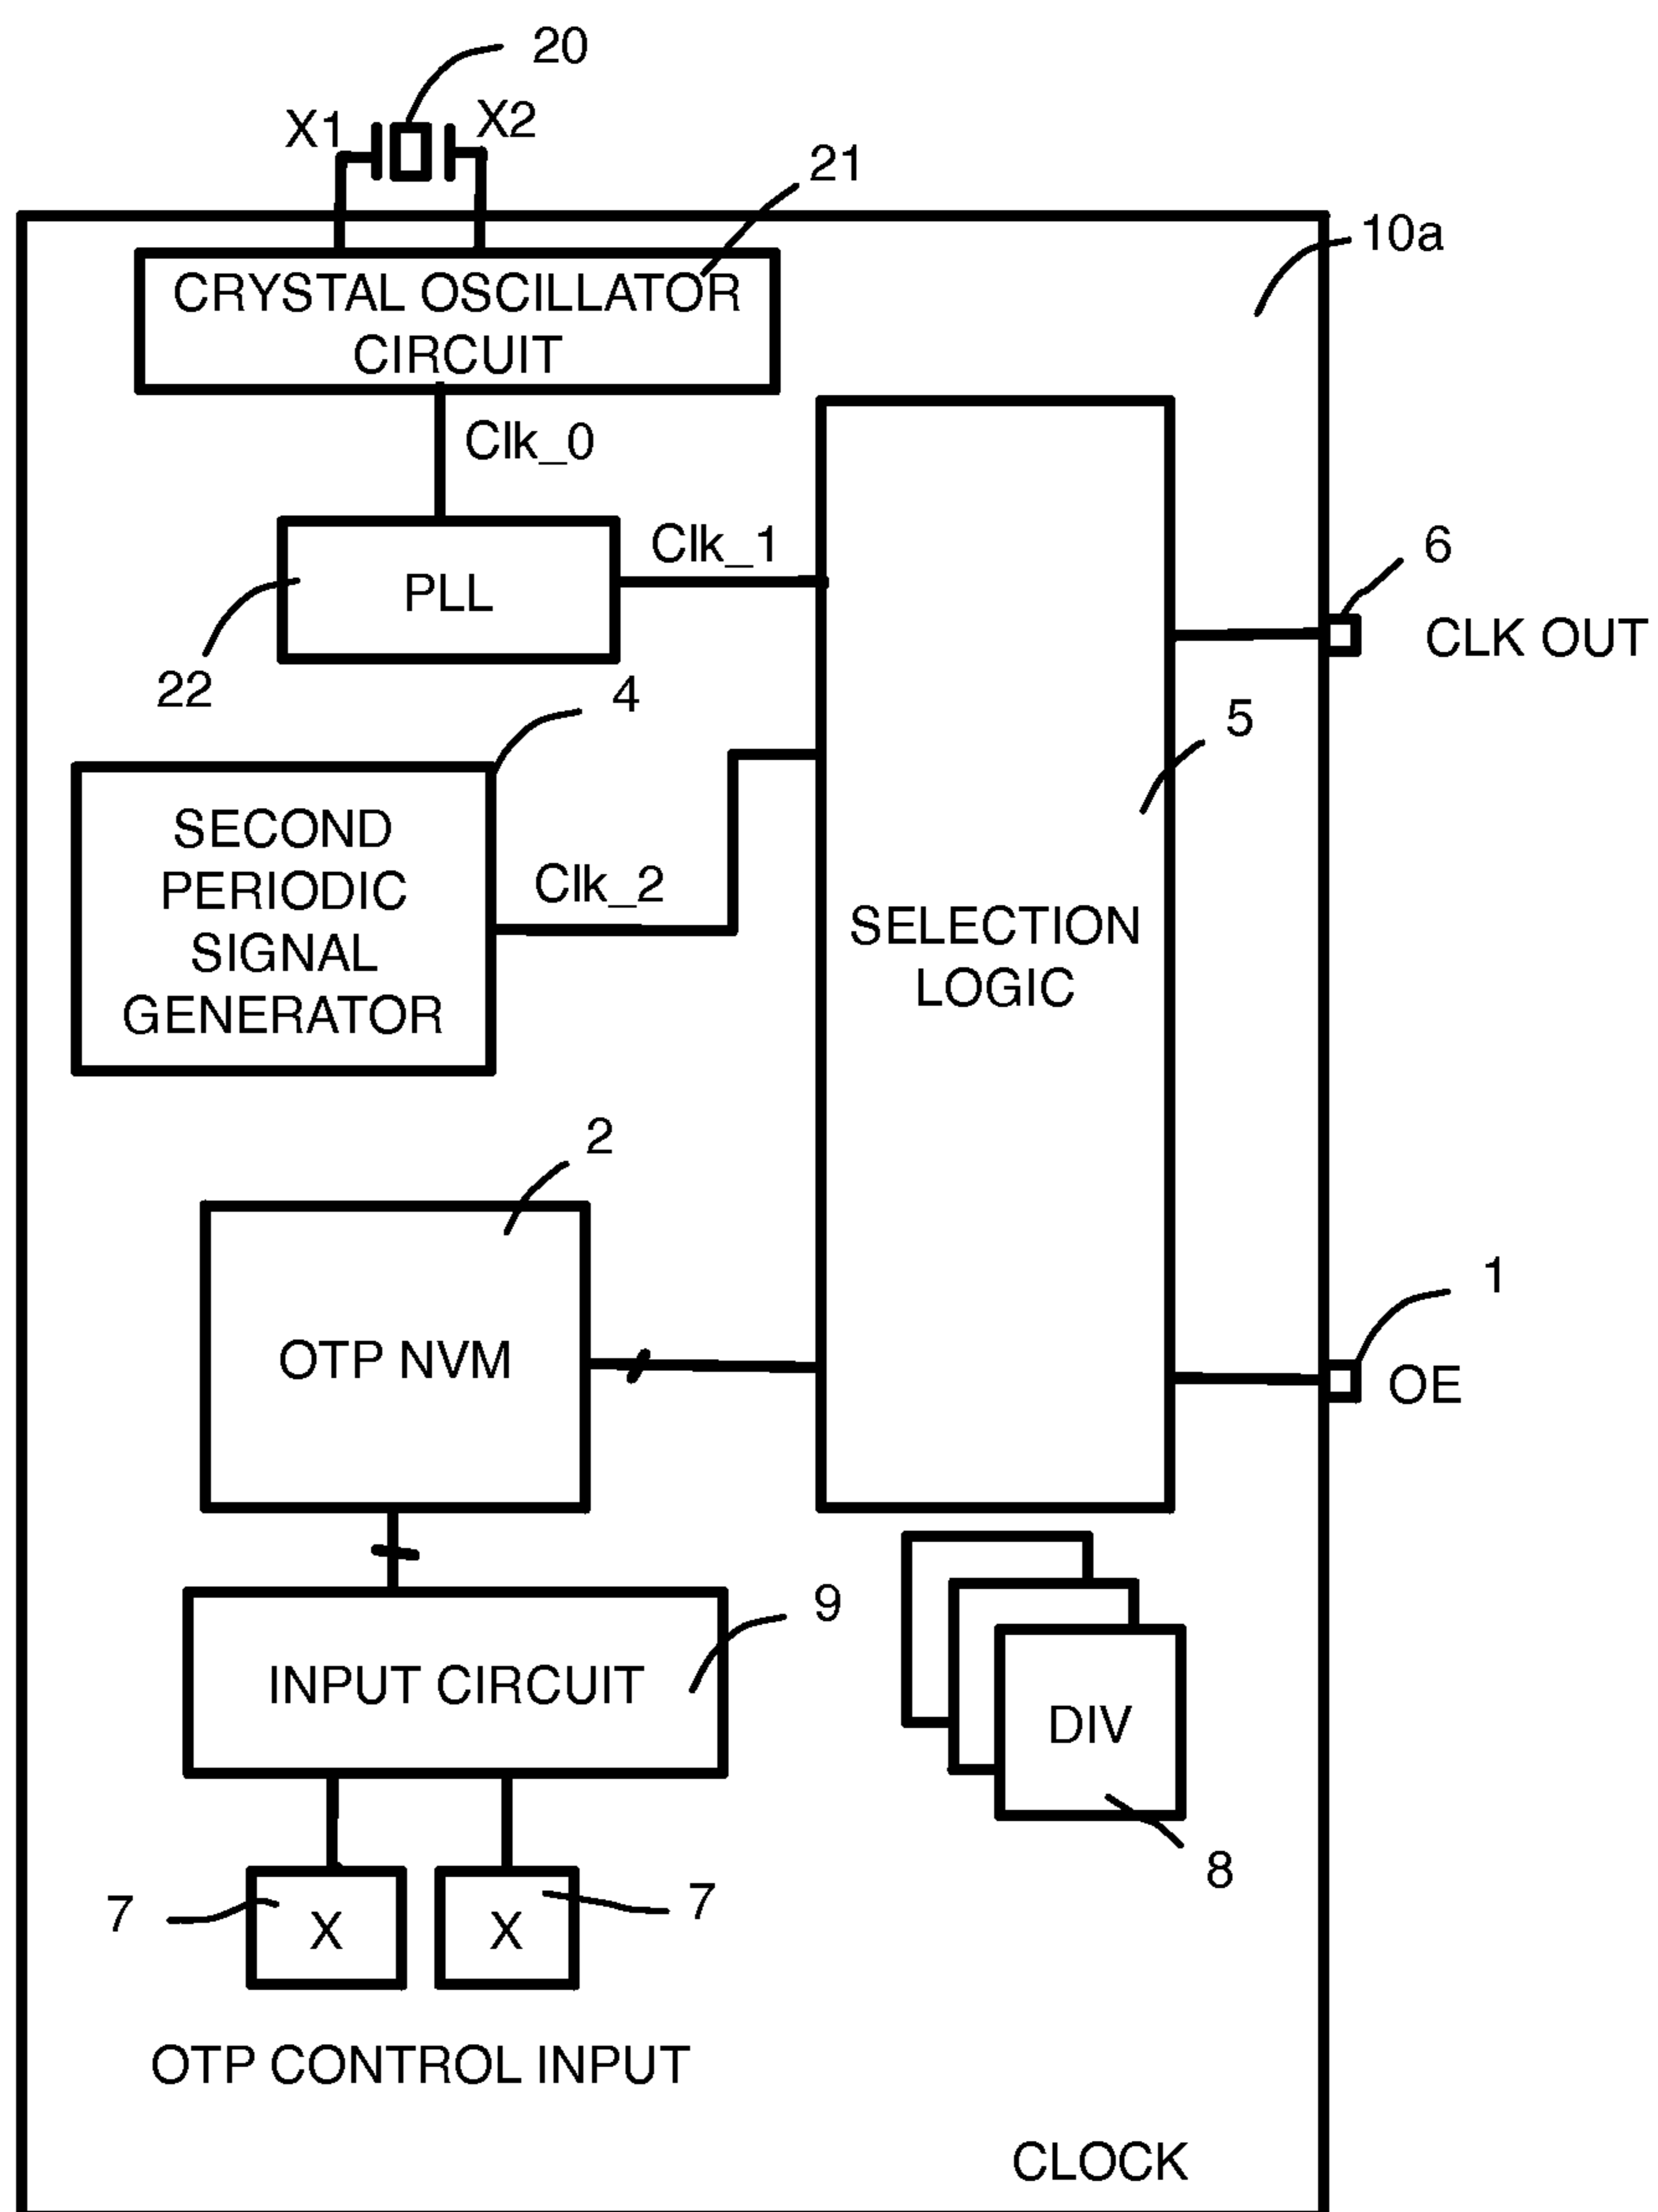 20
X1
X2
21
10a
CRYSTAL OSCILLATOR
CIRCUIT
Clk_0
Clk_1
PLL
22
6
CLK OUT
4
5
SECOND
PERIODIC
SIGNAL
GENERATOR
Clk_2
SELECTION
LOGIC
2
OTP NVM
1
OE
9
INPUT CIRCUIT
DIV
8
7
X
X
7
OTP CONTROL INPUT
CLOCK